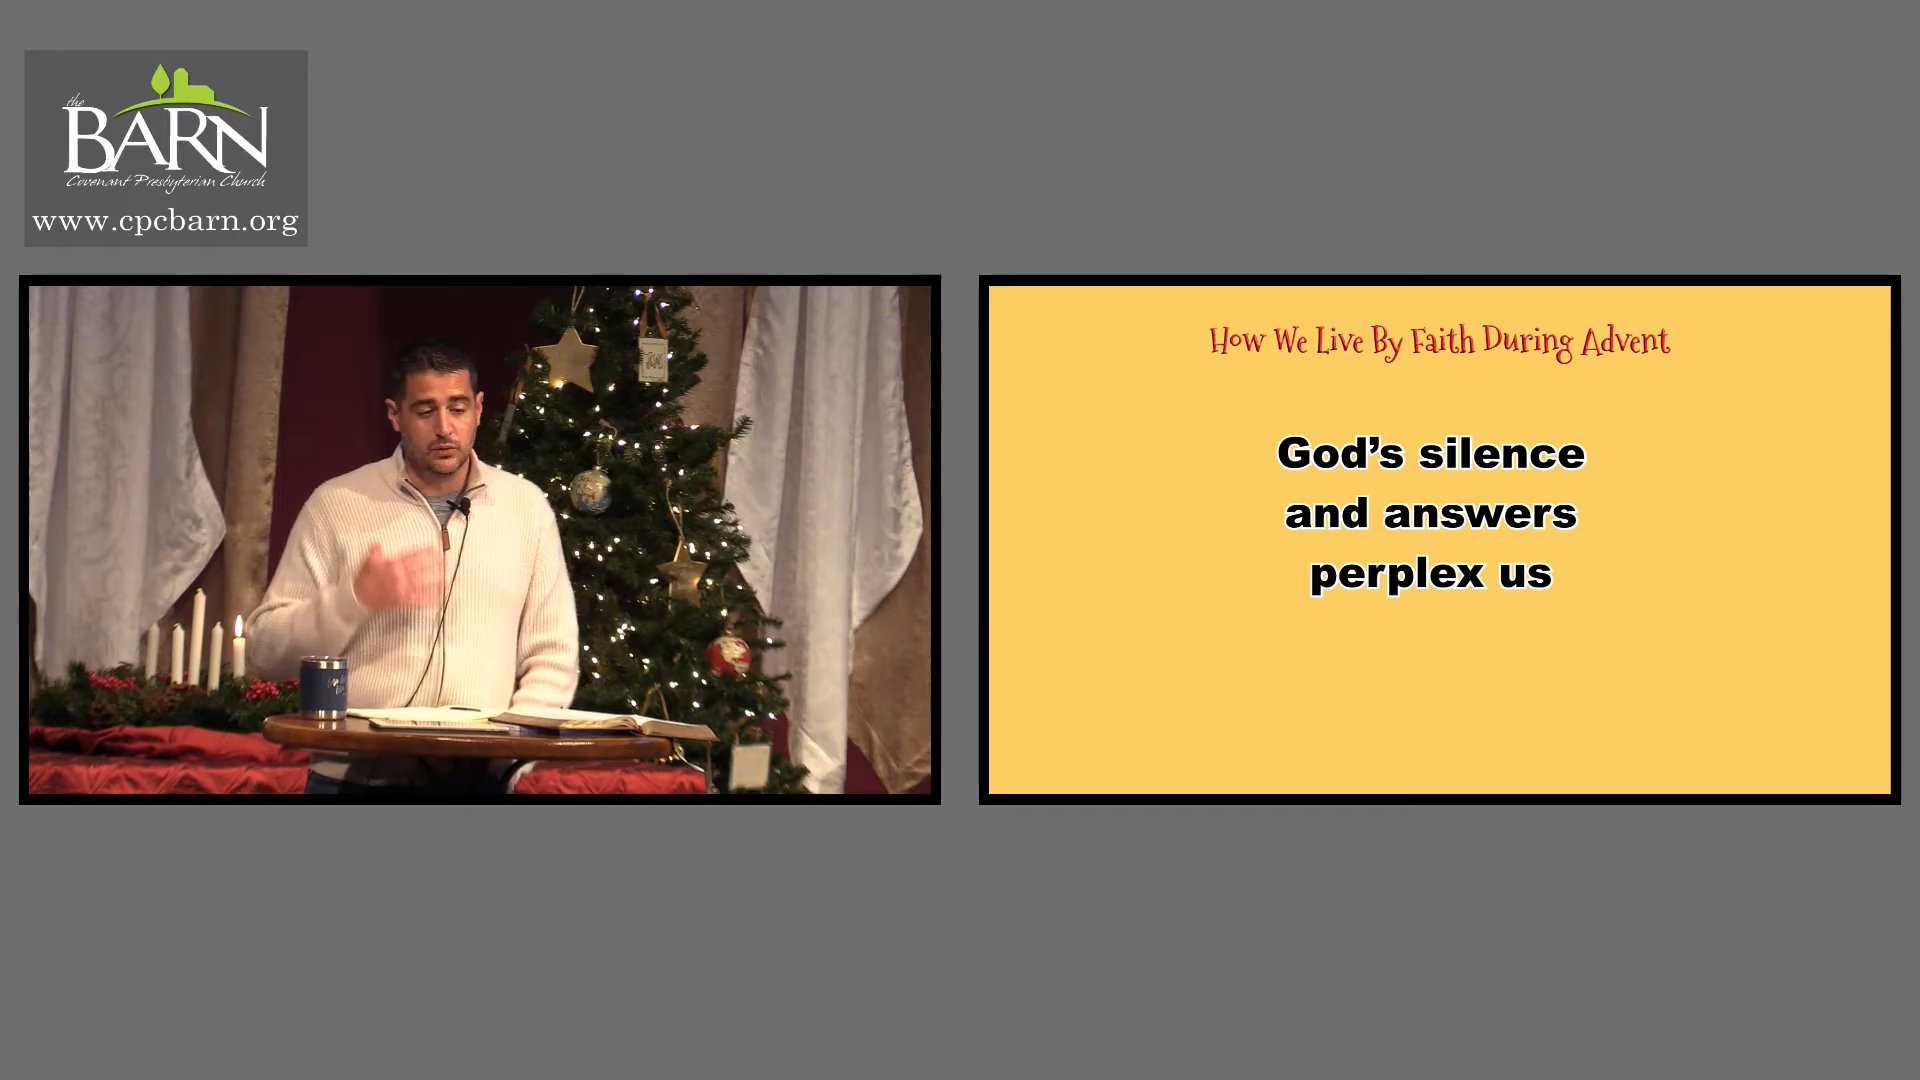 the
BARN
Covenant Presbyterian Church
www.cpcbarn.org
How We Live By Faith During Advent
God’s silence
and answers
perplex us